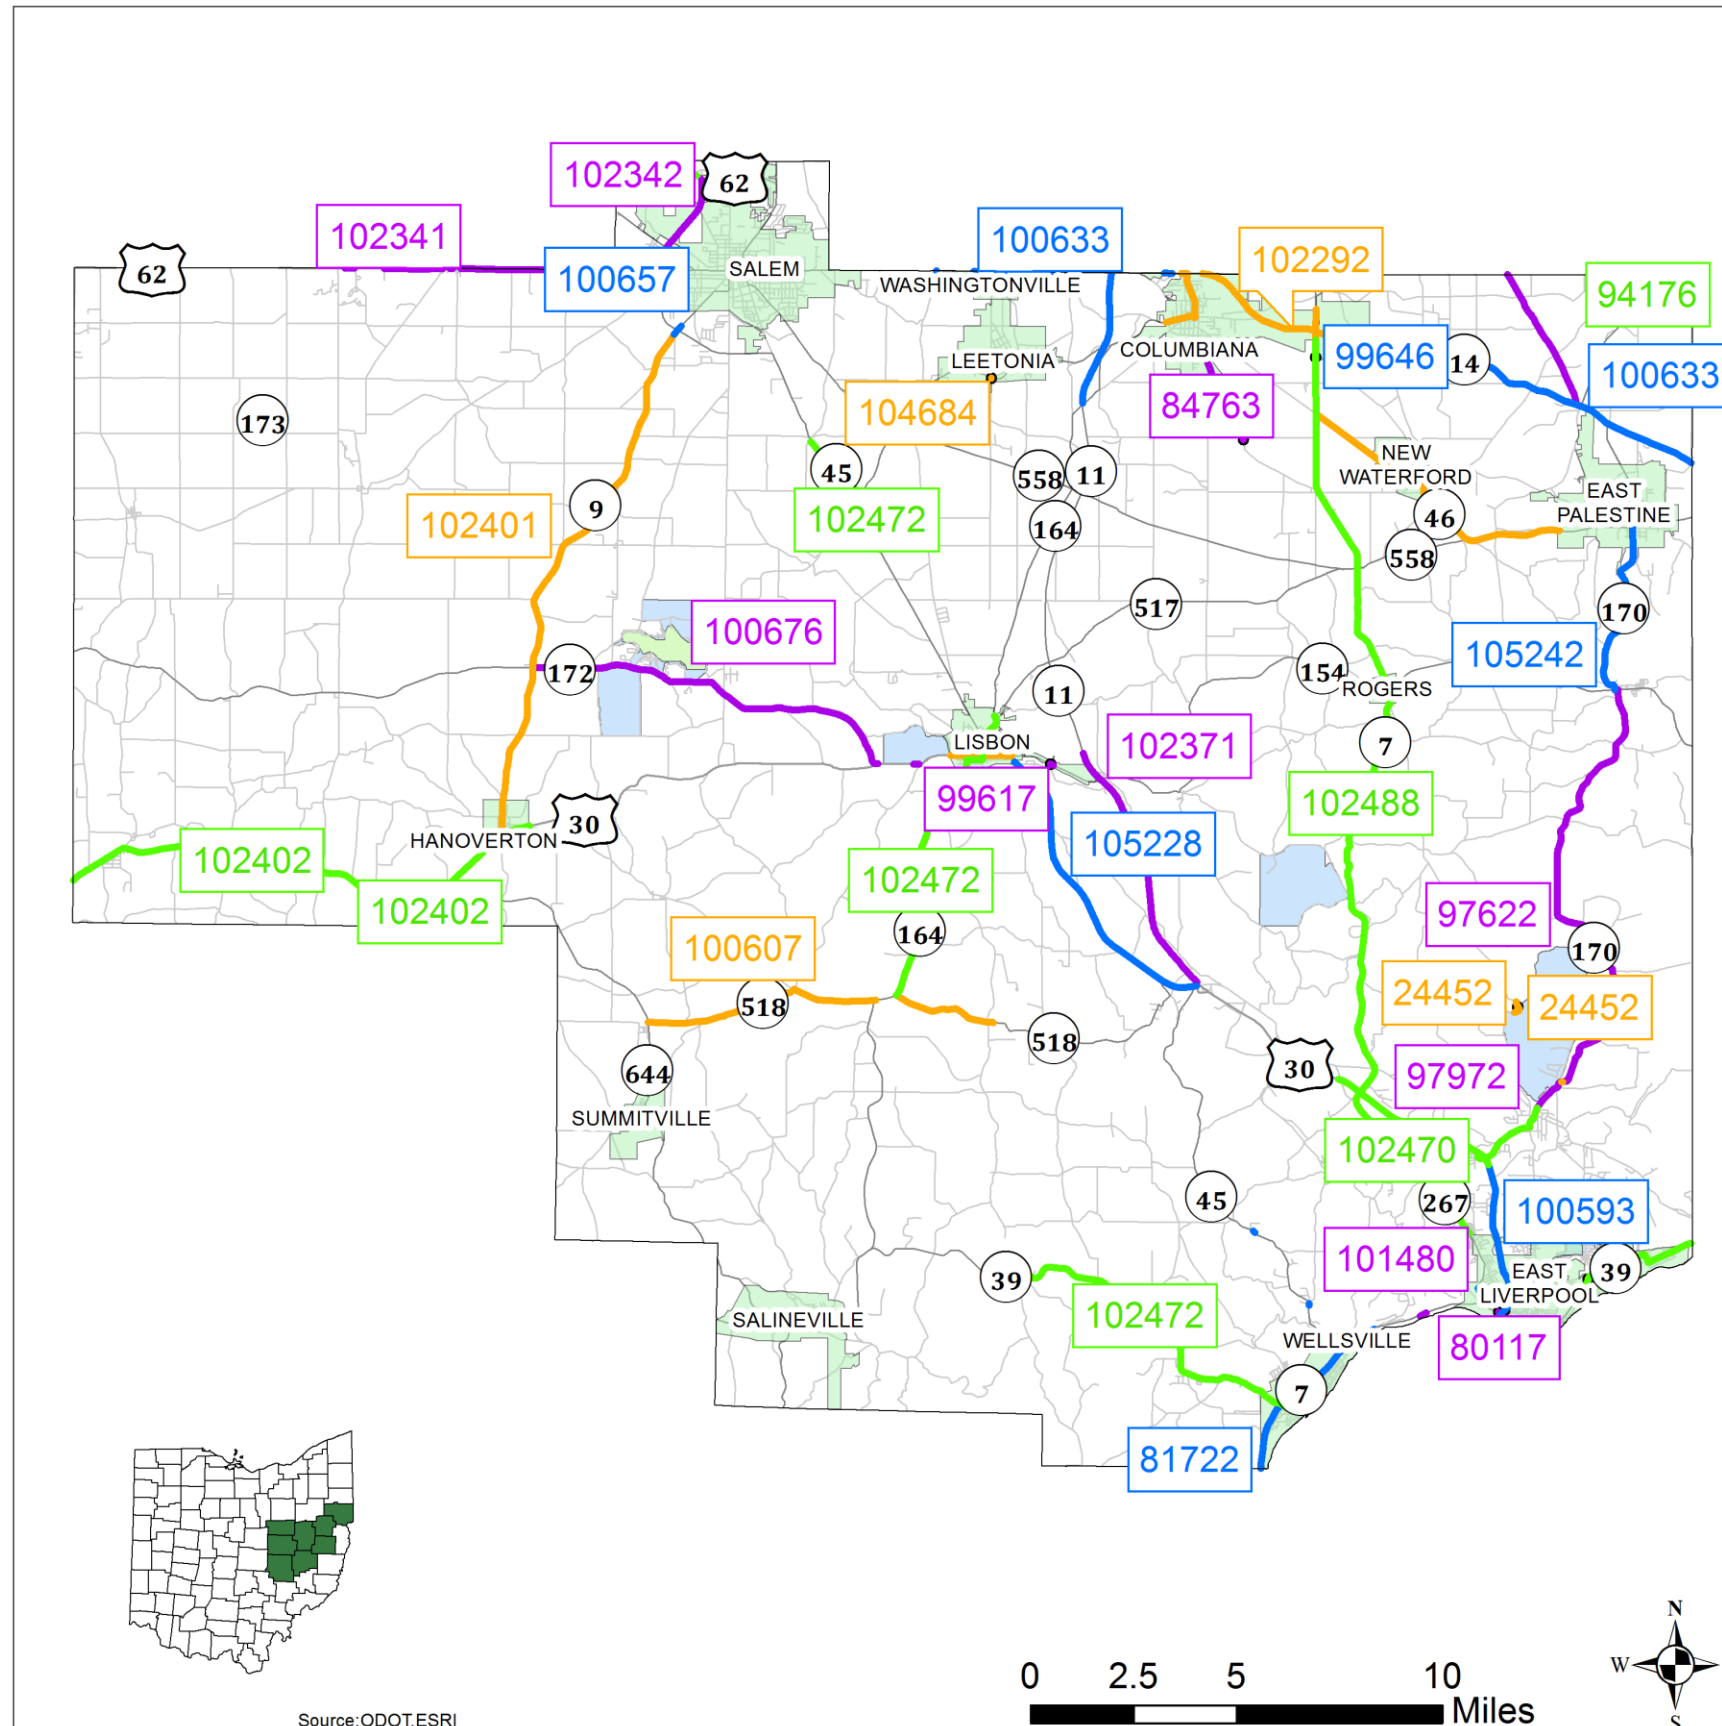 102342
62
102341
100633
102292
62
100657
SALEM
WASHINGTONVILLE
94176
LEETONIA
COLUMBIANA
99646
14
100633
104684
84763
173
45
558
11
NEW
WATERFORD
EAST
PALESTINE
9
102401
102472
164
46
558
517
170
100676
105242
172
154
ROGERS
11
LISBON
102371
7
99617
102488
30
HANOVERTON
105228
102402
102472
102402
97622
164
100607
170
518
24452
24452
518
644
30
97972
SUMMITVILLE
102470
45
267
100593
101480
39
EAST
LIVERPOOL
39
SALINEVILLE
102472
WELLSVILLE
80117
7
81722
N
W
S
0 2.5 5 10
Miles
Source:ODOT,ESRI